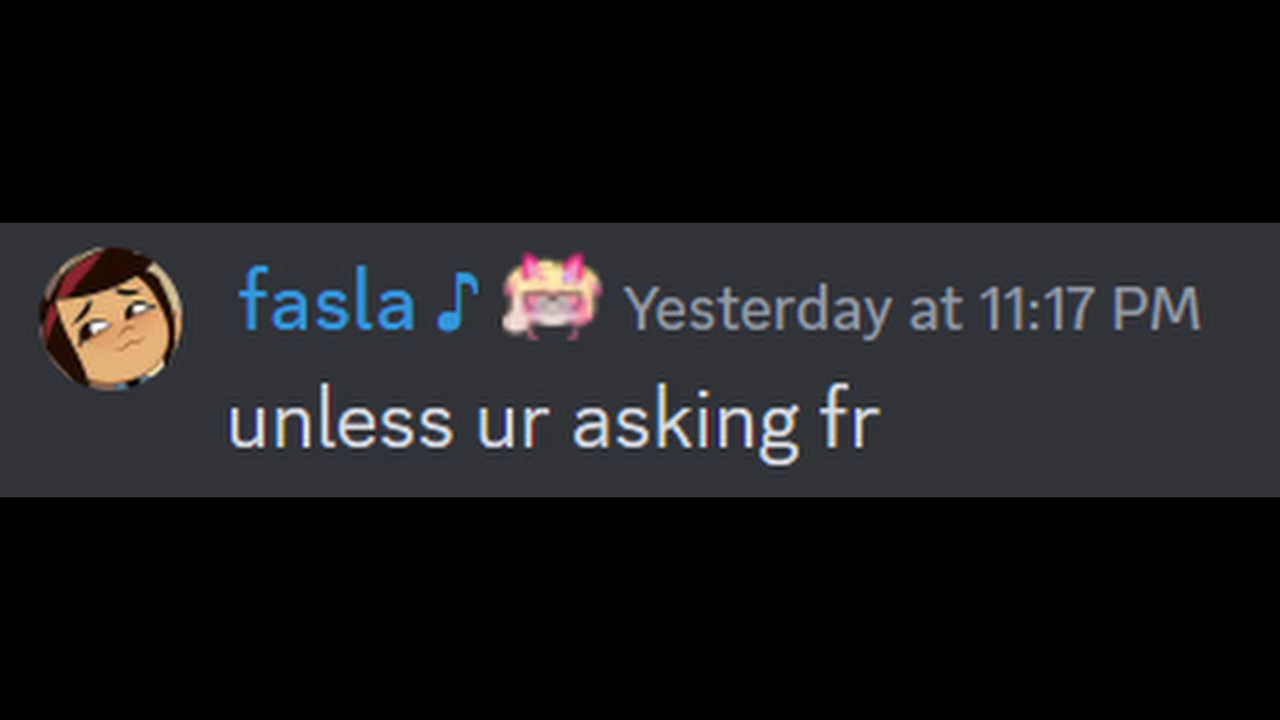 fasla ♪ Yesterday at 11:17 PM
unless ur asking fr